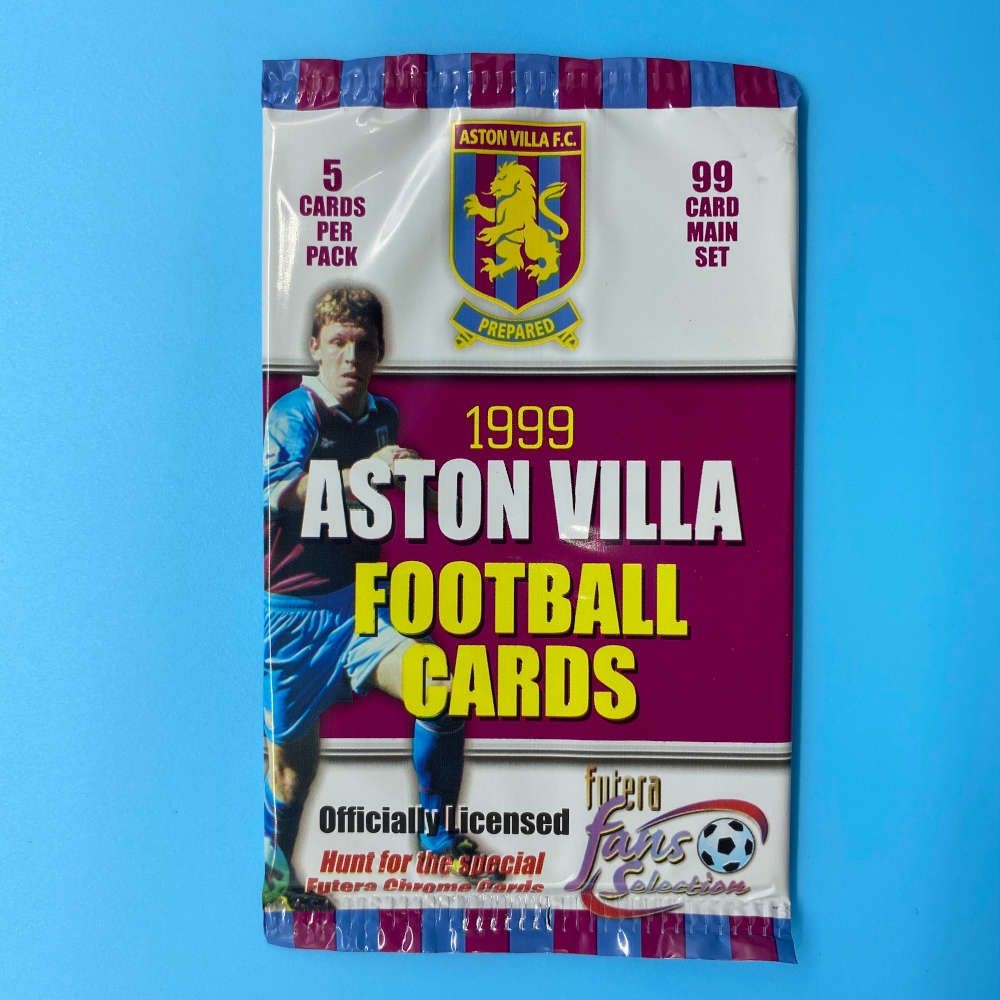 ASTON VILLA F.C.
PREPARED
5
CARDS
PER
PACK
99
CARD
MAIN
SET
1999
ASTON VILLA
FOOTBALL
CARDS
Officially Licensed
Hunt for the special
Futera Chrome Cards
futera
fans
Selection